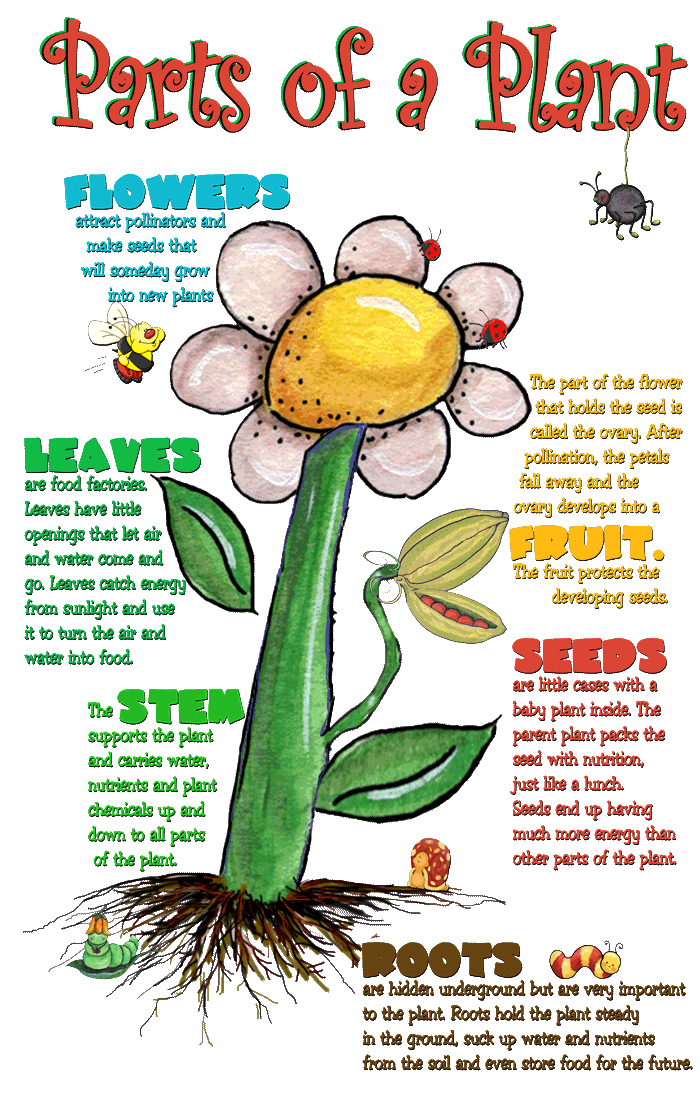 Parts of a Plant
FLOWERS
attract pollinators and
make seeds that
will someday grow
into new plants
The part of the flower
that holds the seed is
called the ovary. After
pollination, the petals
fall away and the
ovary develops into a
FRUIT.
The fruit protects the
developing seeds.
LEAVES
are food factories.
Leaves have little
openings that let air
and water come and
go. Leaves catch energy
from sunlight and use
it to turn the air and
water into food.
SEEDS
are little cases with a
baby plant inside. The
parent plant packs the
seed with nutrition,
just like a lunch.
Seeds end up having
much more energy than
other parts of the plant.
The STEM
supports the plant
and carries water,
nutrients and plant
chemicals up and
down to all parts
of the plant.
ROOTS
are hidden underground but are very important
to the plant. Roots hold the plant steady
in the ground, suck up water and nutrients
from the soil and even store food for the future.